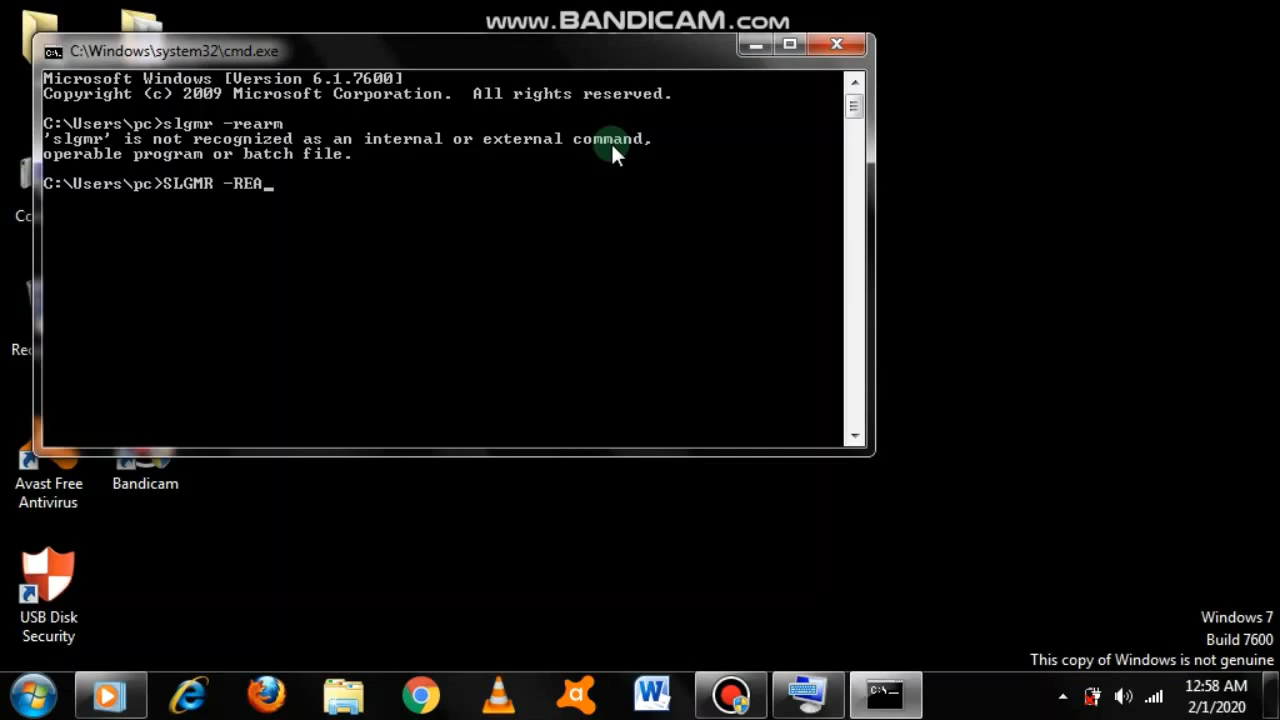 www.BANDICAM.com
C:\Windows\system32\cmd.exe
Microsoft Windows [Version 6.1.7600]
Copyright (c) 2009 Microsoft Corporation.  All rights reserved.
C:\Users\pc>slgmr -rearm
'slgmr' is not recognized as an internal or external command,
operable program or batch file.
C:\Users\pc>SLGMR -REA_
Co
Rec
Avast Free
Antivirus
Bandicam
USB Disk
Security
Windows 7
Build 7600
This copy of Windows is not genuine
12:58 AM
2/1/2020